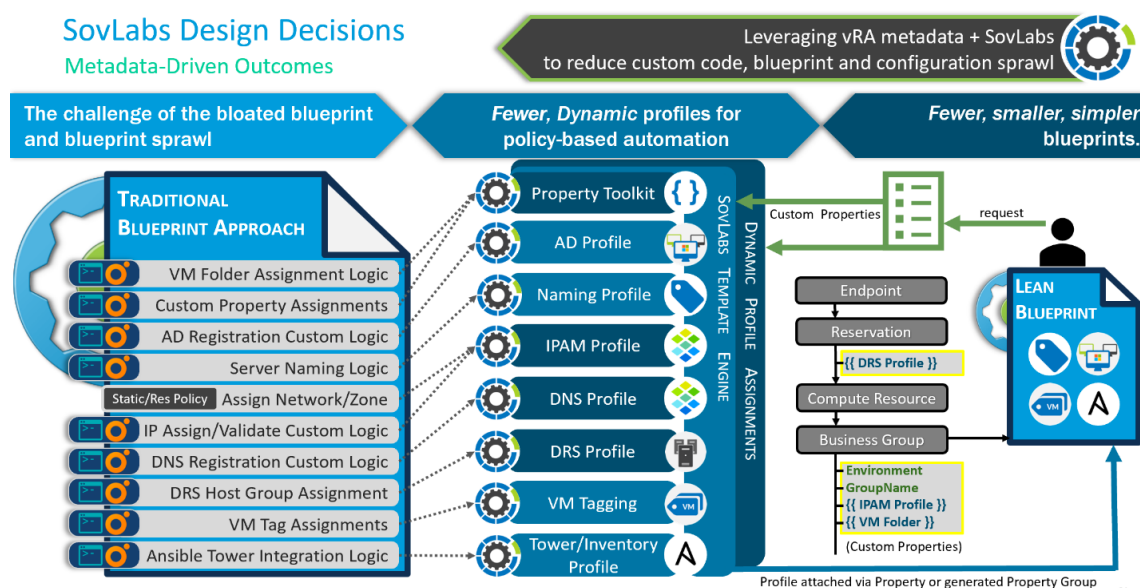 SovLabs Design Decisions
Metadata-Driven Outcomes
Leveraging vRA metadata + SovLabs
to reduce custom code, blueprint and configuration sprawl
The challenge of the bloated blueprint
and blueprint sprawl
Fewer, Dynamic profiles for
policy-based automation
Fewer, smaller, simpler
blueprints.
TRADITIONAL
BLUEPRINT APPROACH
VM Folder Assignment Logic
Custom Property Assignments
AD Registration Custom Logic
Server Naming Logic
Static/Res Policy Assign Network/Zone
IP Assign/Validate Custom Logic
DNS Registration Custom Logic
DRS Host Group Assignment
VM Tag Assignments
Ansible Tower Integration Logic
Property Toolkit
{ }
AD Profile
Naming Profile
IPAM Profile
DNS Profile
DRS Profile
VM Tagging
VM
Tower/Inventory
Profile
SOVLABS TEMPLATE ENGINE
DYNAMIC PROFILE ASSIGNMENTS
Custom Properties
request
Endpoint
Reservation
{{ DRS Profile }}
Compute Resource
Business Group
Environment
GroupName
{{ IPAM Profile }}
{{ VM Folder }}
(Custom Properties)
LEAN
BLUEPRINT
VM
Profile attached via Property or generated Property Group